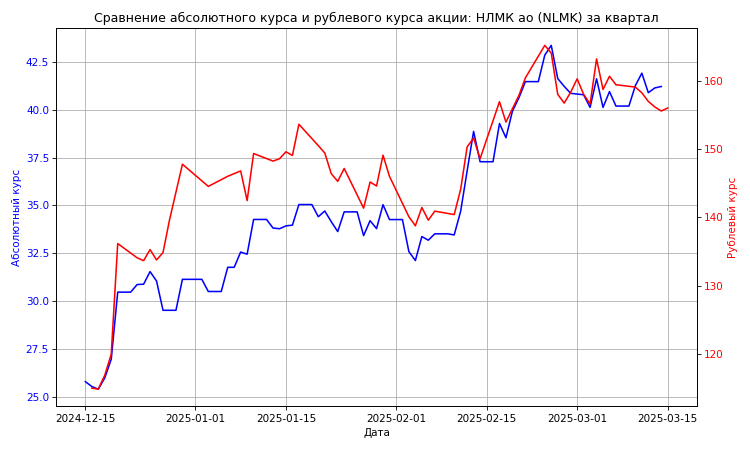 Сравнение абсолютного курса и рублевого курса акции: НЛМК ао (NLMK) за квартал
Абсолютный курс
42.5
40.0
37.5
35.0
32.5
30.0
27.5
25.0
160
150
140
130
120
Рублевый курс
2024-12-15 2025-01-01 2025-01-15 2025-02-01 2025-02-15 2025-03-01 2025-03-15
Дата